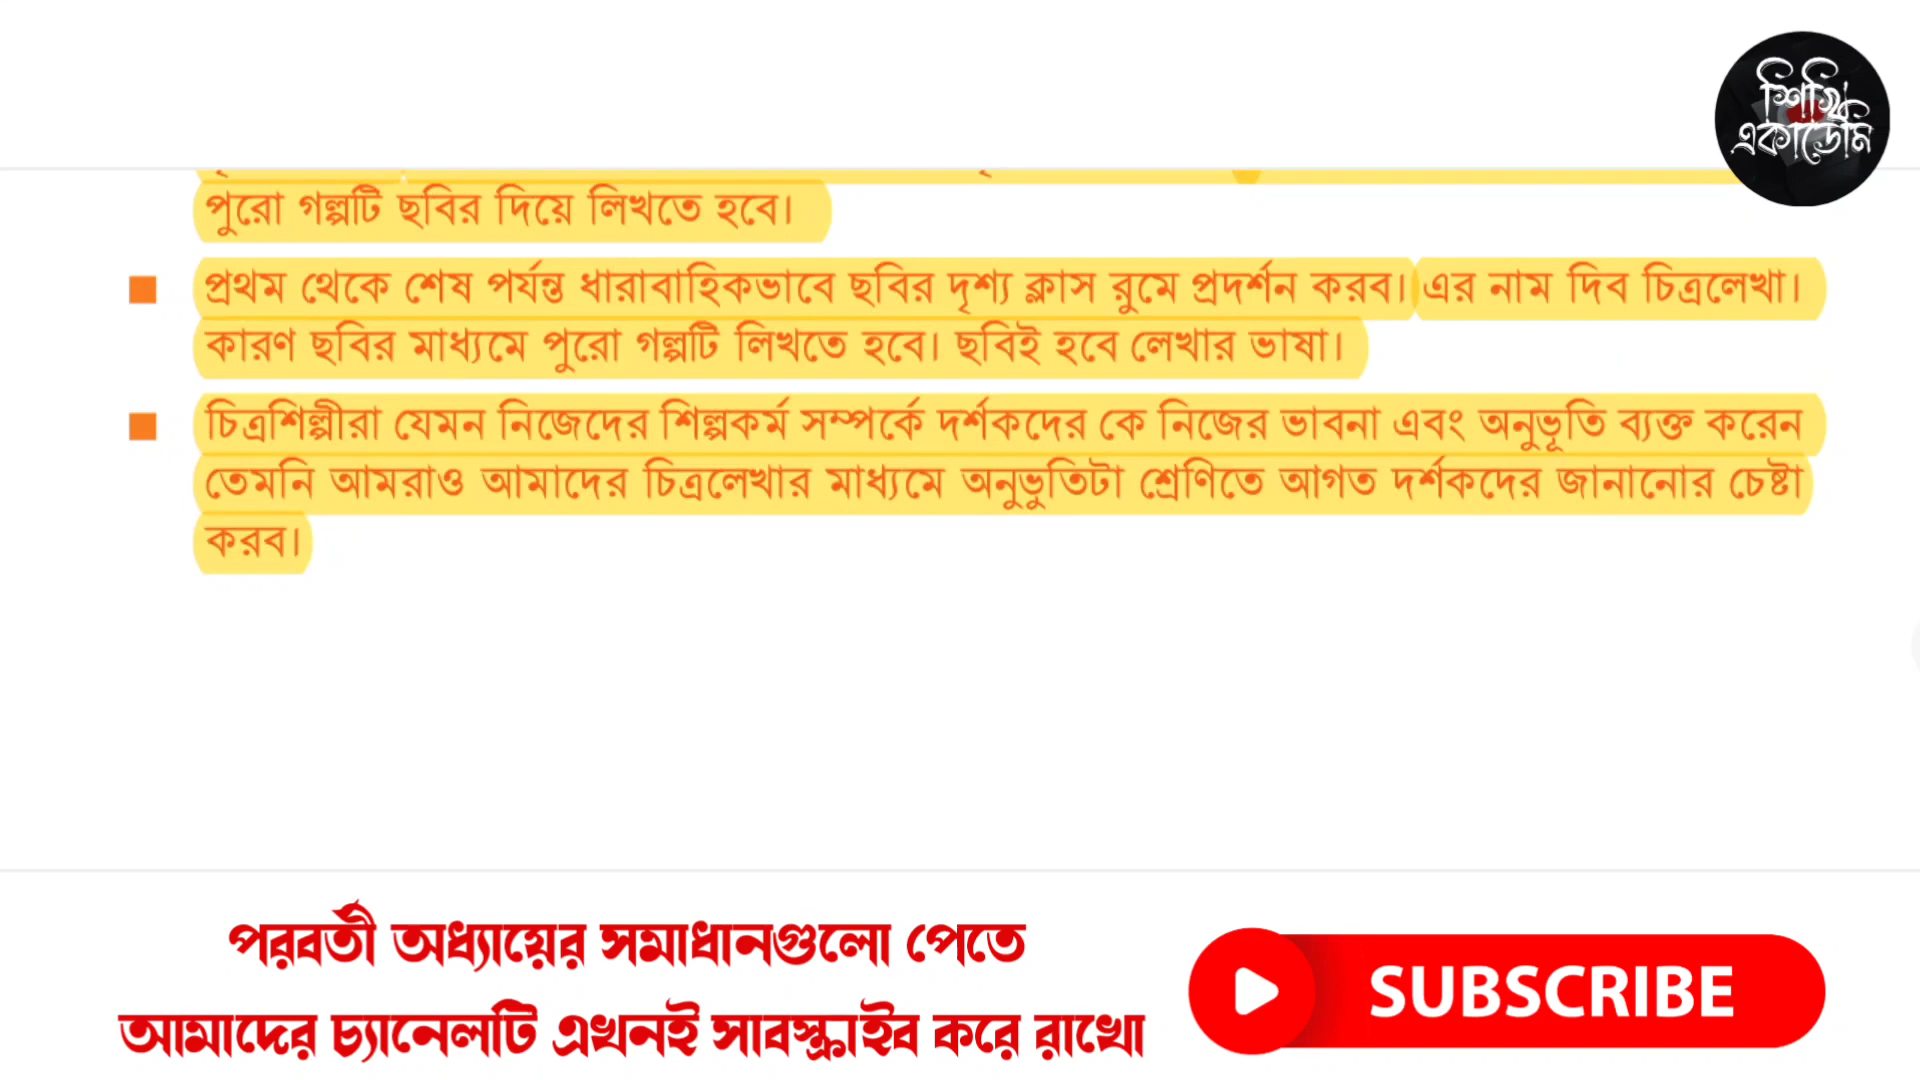 শিখি
একাডেমি
পুরো গল্পটি ছবির দিয়ে লিখতে হবে।
প্রথম থেকে শেষ পর্যন্ত ধারাবাহিকভাবে ছবির দৃশ্য ক্লাস রুমে প্রদর্শন করব। এর নাম দিব চিত্রলেখা।
কারণ ছবির মাধ্যমে পুরো গল্পটি লিখতে হবে। ছবিই হবে লেখার ভাষা।
চিত্রশিল্পীরা যেমন নিজেদের শিল্পকর্ম সম্পর্কে দর্শকদের কে নিজের ভাবনা এবং অনুভূতি ব্যক্ত করেন
তেমনি আমরাও আমাদের চিত্রলেখার মাধ্যমে অনুভুতিটা শ্রেণিতে আগত দর্শকদের জানানোর চেষ্টা
করব।
পরবর্তী অধ্যায়ের সমাধানগুলো পেতে
আমাদের চ্যানেলটি এখনই সাবস্ক্রাইব করে রাখো
SUBSCRIBE